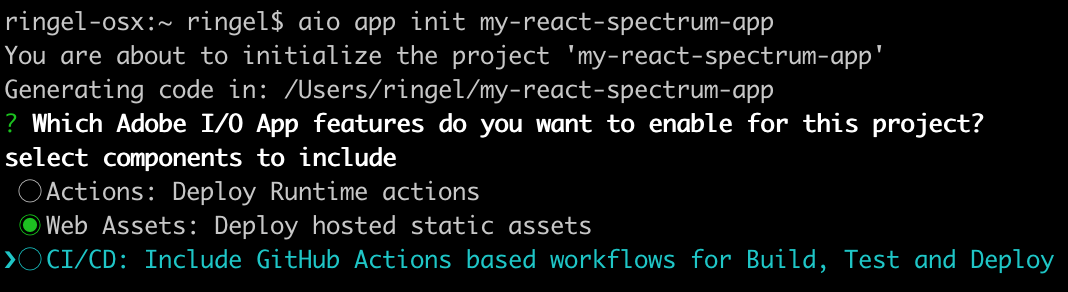 ringel-osx:~ ringel$ aio app init my-react-spectrum-app
You are about to initialize the project 'my-react-spectrum-app'
Generating code in: /Users/ringel/my-react-spectrum-app
? Which Adobe I/O App features do you want to enable for this project?
select components to include
◯Actions: Deploy Runtime actions
◉Web Assets: Deploy hosted static assets
❯◯CI/CD: Include GitHub Actions based workflows for Build, Test and Deploy